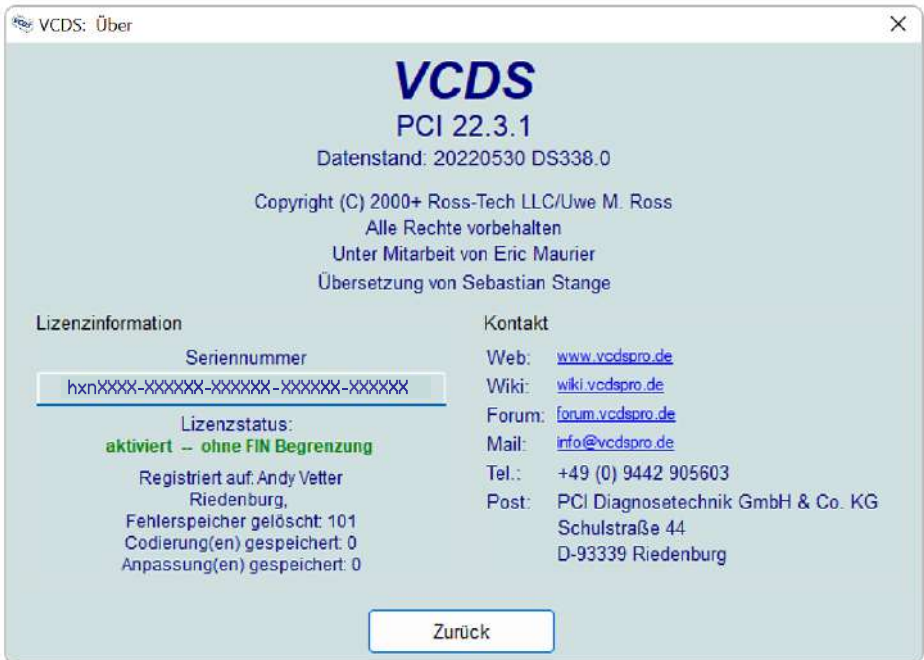 VCDS: Über
VCDS
PCI 22.3.1
Datenstand: 20220530 DS338.0
Copyright (C) 2000+ Ross-Tech LLC/Uwe M. Ross
Alle Rechte vorbehalten
Unter Mitarbeit von Eric Maurier
Übersetzung von Sebastian Stange
Lizenzinformation
Seriennummer
hxnXXXX-XXXXXX-XXXXXX-XXXXXX-XXXXXX
Lizenzstatus:
aktiviert -- ohne FIN Begrenzung
Registriert auf: Andy Vetter
Riedenburg,
Fehlerspeicher gelöscht: 101
Codierung(en) gespeichert: 0
Anpassung(en) gespeichert: 0
Kontakt
Web: www.vcdspro.de
Wiki: wiki.vcdspro.de
Forum: forum.vcdspro.de
Mail: info@vcdspro.de
Tel.: +49 (0) 9442 905603
Post: PCI Diagnosetechnik GmbH & Co. KG
Schulstraße 44
D-93339 Riedenburg
Zurück